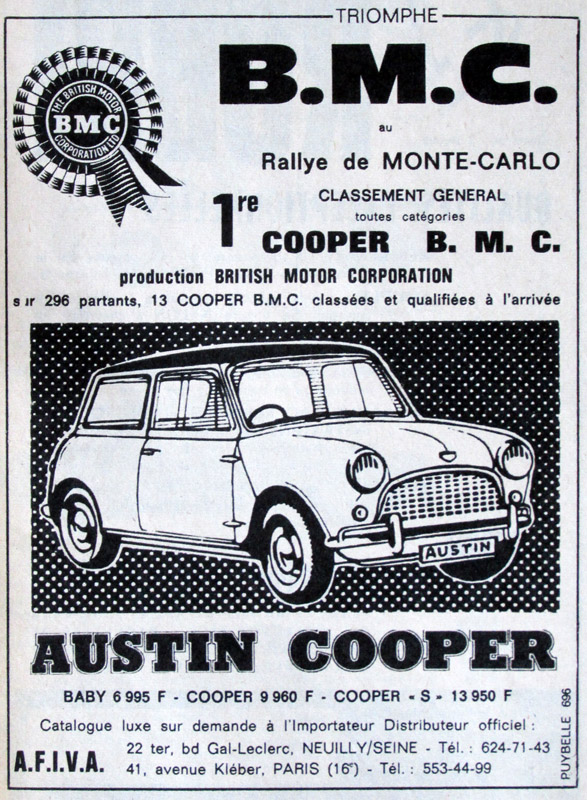 TRIOMPHE
B.M.C.
THE BRITISH MOTOR
BMC
CORPORATION LTD
au
Rallye de MONTE-CARLO
CLASSEMENT GENERAL
toutes catégories
1re
COOPER B. M. C.
production BRITISH MOTOR CORPORATION
sur 296 partants, 13 COOPER B.M.C. classées et qualifiées à l'arrivée
AUSTIN
AUSTIN COOPER
BABY 6 995 F - COOPER 9 960 F - COOPER « S » 13 950 F
Catalogue luxe sur demande à l'Importateur Distributeur officiel :
A.F.I.V.A.
22 ter, bd Gal-Leclerc, NEUILLY/SEINE - Tél. : 624-71-43
41, avenue Kléber, PARIS (16e) - Tél. : 553-44-99
PUYBELLE 696